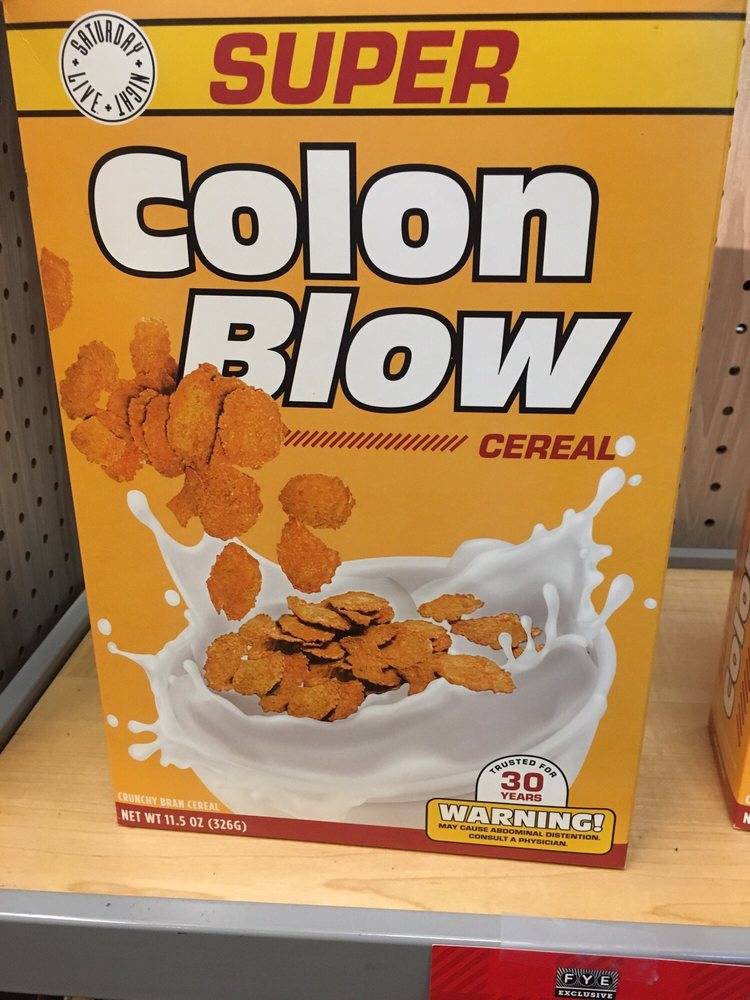 SATURDAY
NIGHT
LIVE
SUPER
Colon
Blow
CEREAL
TRUSTED FOR
30
YEARS
WARNING!
MAY CAUSE ABDOMINAL DISTENTION.
CONSULT A PHYSICIAN.
CRUNCHY BRAN CEREAL
NET WT 11.5 OZ (326G)
FYE
EXCLUSIVE